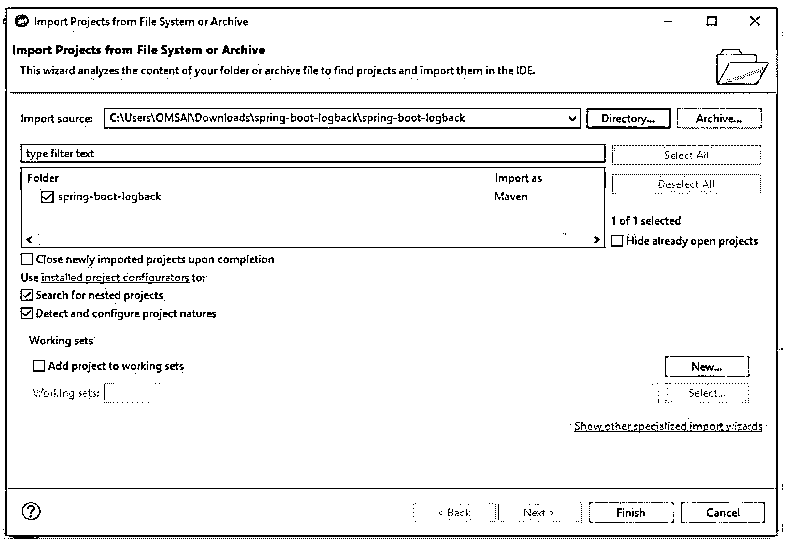 Import Projects from File System or Archive
Import Projects from File System or Archive
This wizard analyzes the content of your folder or archive file to find projects and import them in the IDE.
Import source: C:\Users\OMSAI\Downloads\spring-boot-logback\spring-boot-logback Directory... Archive...
type filter text Select All
Folder Import as Deselect All
spring-boot-logback Maven
1 of 1 selected
Hide already open projects
Close newly imported projects upon completion
Use installed project configurators to:
Search for nested projects
Detect and configure project natures
Working sets
Add project to working sets New...
Working sets: Select...
Show other specialized import wizards
< Back Next > Finish Cancel